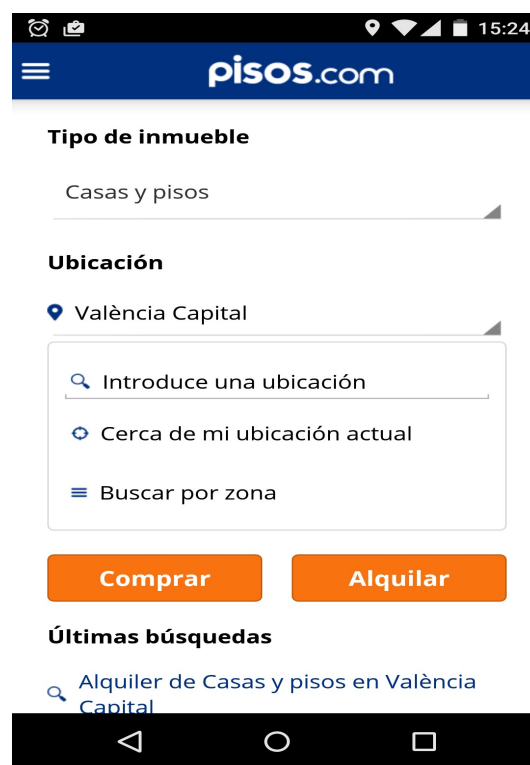 15:24
pisos.com
Tipo de inmueble
Casas y pisos
Ubicación
València Capital
Introduce una ubicación
Cerca de mi ubicación actual
Buscar por zona
Comprar Alquilar
Últimas búsquedas
Alquiler de Casas y pisos en València
Capital